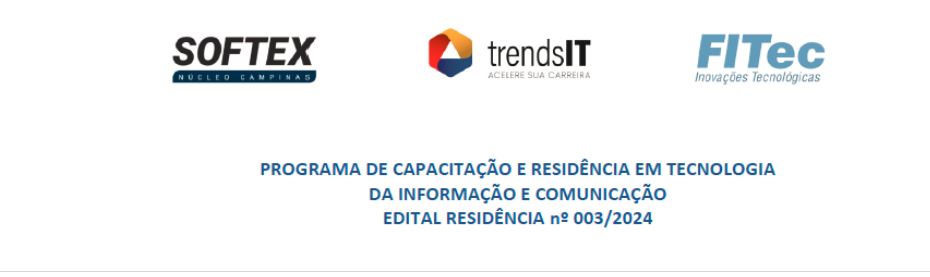 SOFTEX
NÚCLEO CAMPINAS
trendsIT
ACELERE SUA CARREIRA
FITec
Inovações Tecnológicas
PROGRAMA DE CAPACITAÇÃO E RESIDÊNCIA EM TECNOLOGIA
DA INFORMAÇÃO E COMUNICAÇÃO
EDITAL RESIDÊNCIA nº 003/2024